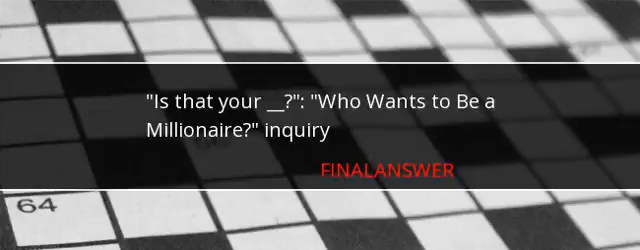 "Is that your __?": "Who Wants to Be a
Millionaire?" inquiry
FINALANSWER
64